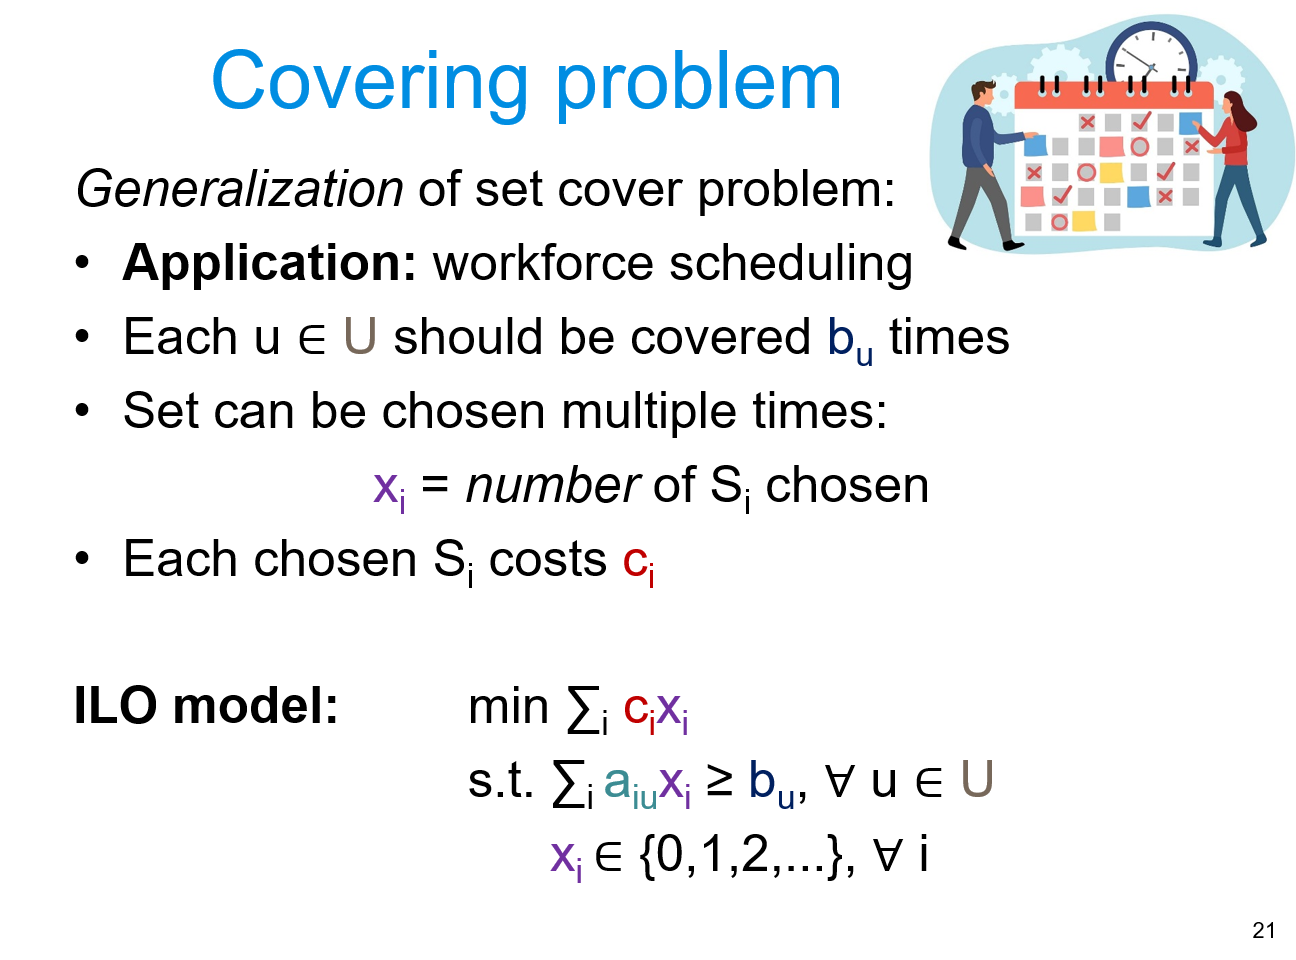 Covering problem
Generalization of set cover problem:
• Application: workforce scheduling
• Each u ∈ U should be covered bᵤ times
• Set can be chosen multiple times:
xᵢ = number of Sᵢ chosen
• Each chosen Sᵢ costs cᵢ
ILO model: min ∑ᵢ cᵢxᵢ
s.t. ∑ᵢ aᵢᵤxᵢ ≥ bᵤ, ∀ u ∈ U
xᵢ ∈ {0,1,2,...}, ∀ i
21